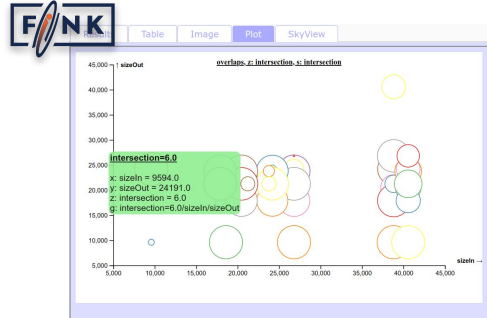 FINK
Table Image Plot SkyView
overlaps, z: intersection, s: intersection
↑ sizeOut
45,000
40,000
35,000
30,000
25,000
20,000
15,000
10,000
5,000
intersection=6.0
x: sizeIn = 9594.0
y: sizeOut = 24191.0
z: intersection = 6.0
g: intersection=6.0/sizeIn/sizeOut
sizeIn →
5,000 10,000 15,000 20,000 25,000 30,000 35,000 40,000 45,000